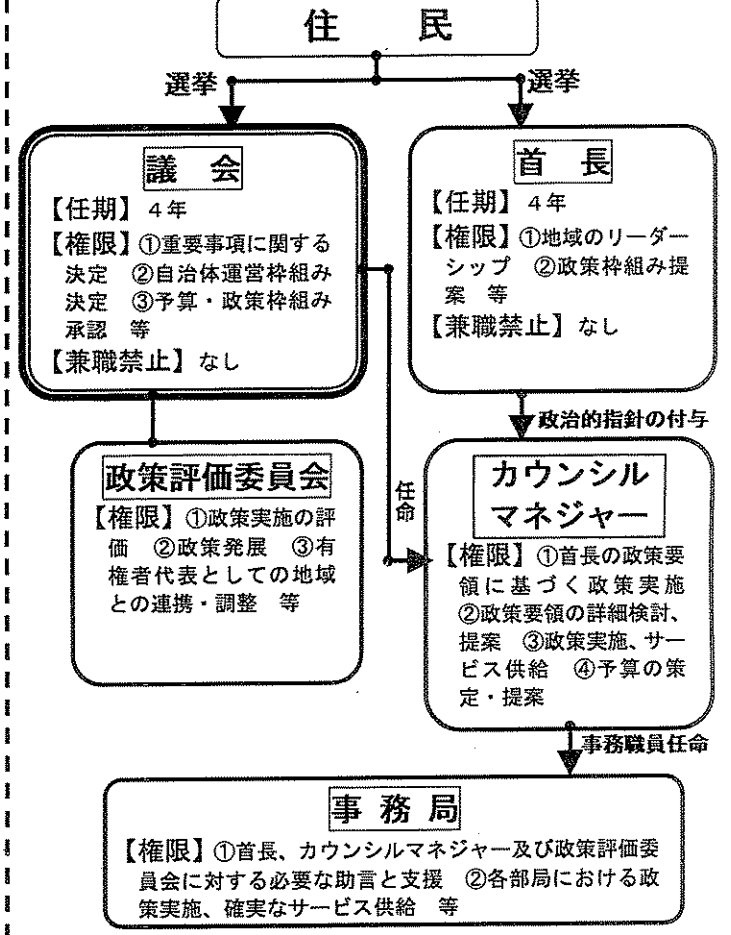 住　民
選挙
選挙
議　会
【任期】４年
【権限】①重要事項に関する
決定　②自治体運営枠組み
決定　③予算・政策枠組み
承認　等
【兼職禁止】なし
首　長
【任期】４年
【権限】①地域のリーダー
シップ　②政策枠組み提
案　等
【兼職禁止】なし
政治的指針の付与
任命
政策評価委員会
【権限】①政策実施の評
価　②政策発展　③有
権者代表としての地域
との連携・調整　等
カウンシル
マネジャー
【権限】①首長の政策要
領に基づく政策実施
②政策要領の詳細検討、
提案　③政策実施、サー
ビス供給　④予算の策
定・提案
事務職員任命
事務局
【権限】①首長、カウンシルマネジャー及び政策評価委
員会に対する必要な助言と支援　②各部局における政
策実施、確実なサービス供給　等